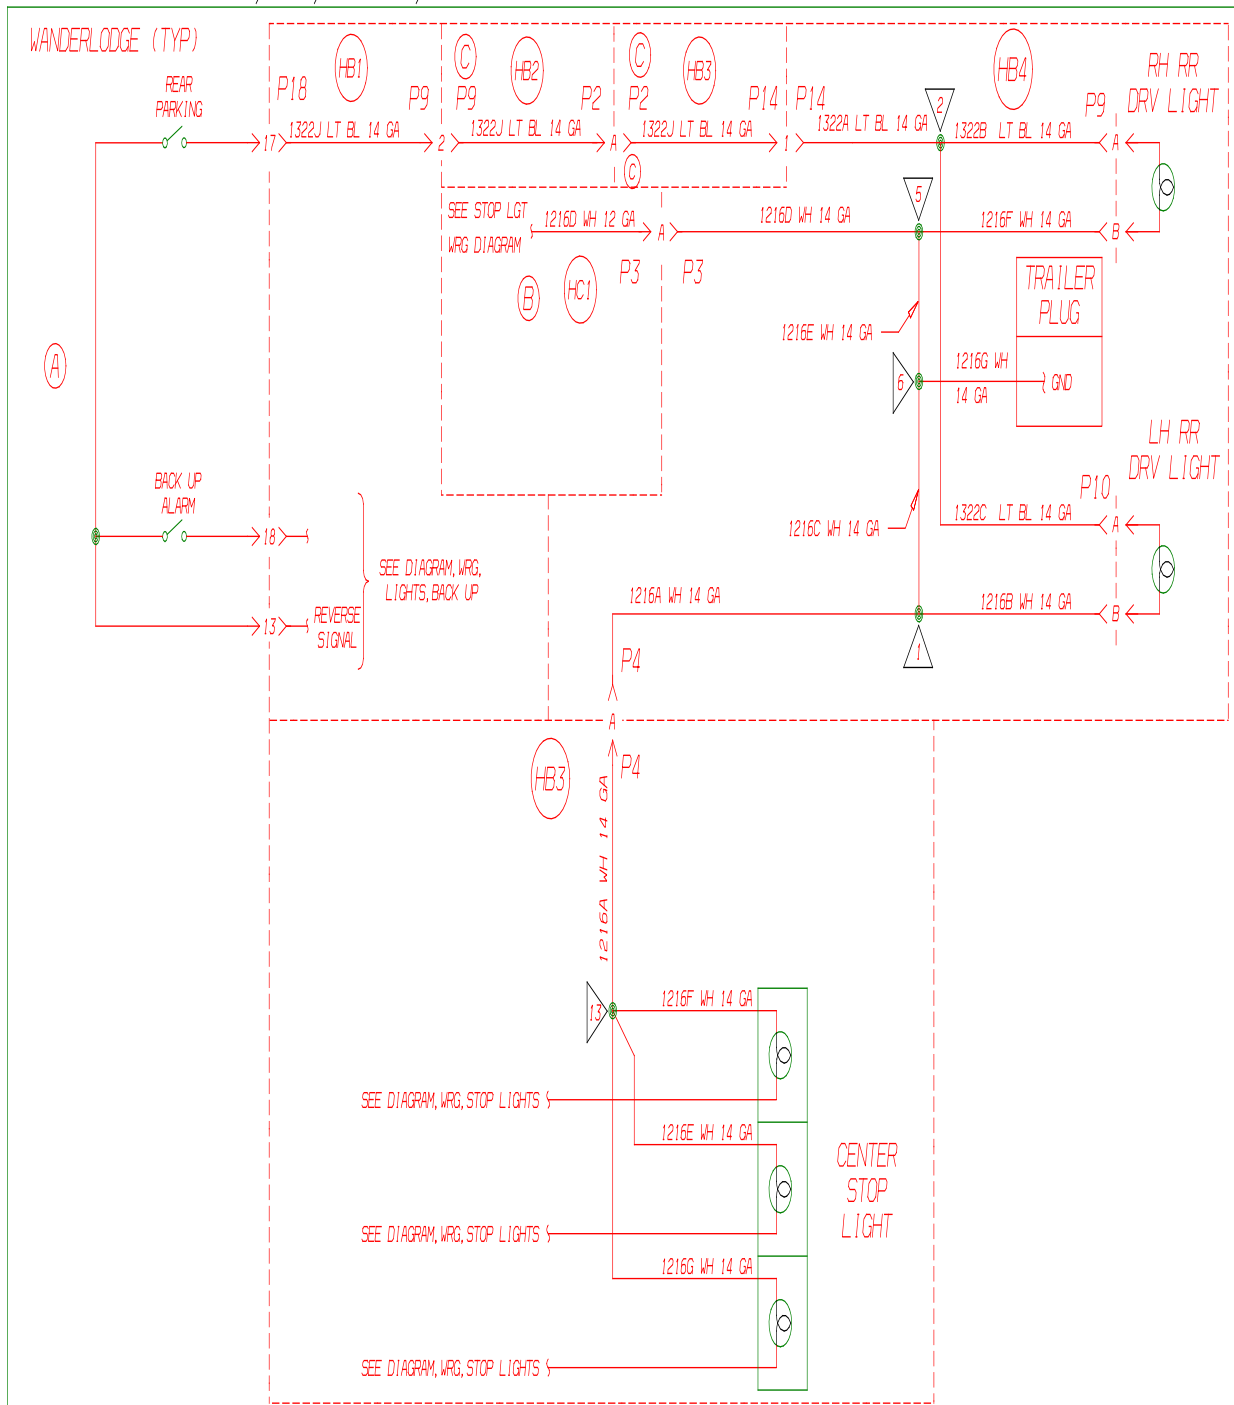 WANDERLODGE (TYP)
HB1
C
HB2
C
HB3
HB4
RH RR
DRV LIGHT
REAR
PARKING
P18
P9
P9
P2
P2
P14
P14
2
P9
17
1322J LT BL 14 GA
2
1322J LT BL 14 GA
A
1322J LT BL 14 GA
1
1322A LT BL 14 GA
1322B LT BL 14 GA
A
C
5
SEE STOP LGT
WRG DIAGRAM
1216D WH 12 GA
A
1216D WH 14 GA
1216F WH 14 GA
B
P3
P3
B
HC1
TRAILER
PLUG
1216E WH 14 GA
A
6
1216G WH
14 GA
GND
LH RR
DRV LIGHT
BACK UP
ALARM
P10
18
1216C WH 14 GA
1322C LT BL 14 GA
A
SEE DIAGRAM, WRG,
LIGHTS, BACK UP
13
REVERSE
SIGNAL
1216A WH 14 GA
1216B WH 14 GA
B
1
P4
A
P4
HB3
1216A WH 14 GA
13
1216F WH 14 GA
SEE DIAGRAM, WRG, STOP LIGHTS
1216E WH 14 GA
CENTER
STOP
LIGHT
SEE DIAGRAM, WRG, STOP LIGHTS
1216G WH 14 GA
SEE DIAGRAM, WRG, STOP LIGHTS